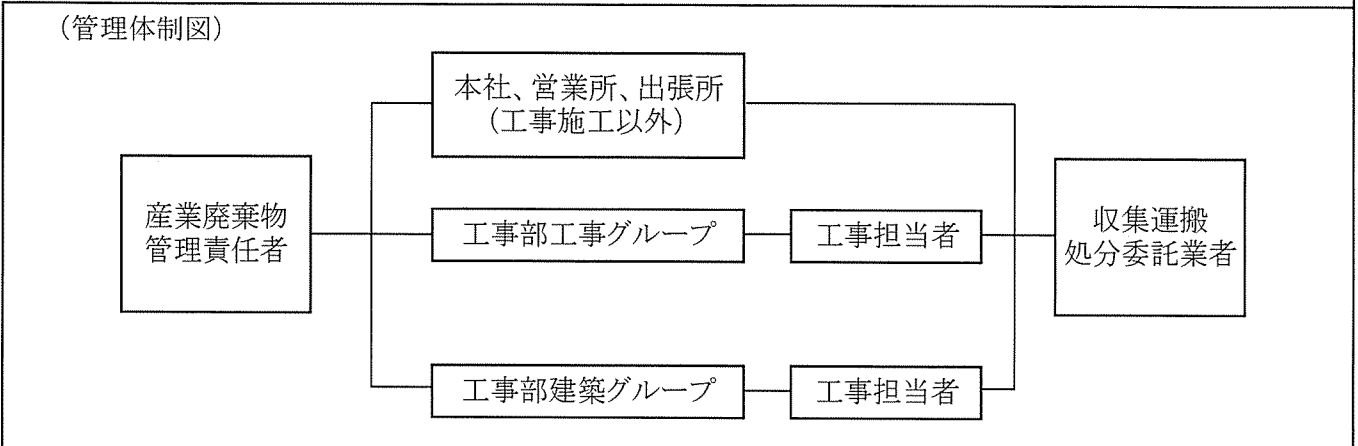 （管理体制図）
本社、営業所、出張所
（工事施工以外）
産業廃棄物
管理責任者
工事部工事グループ
工事担当者
収集運搬
処分委託業者
工事部建築グループ
工事担当者